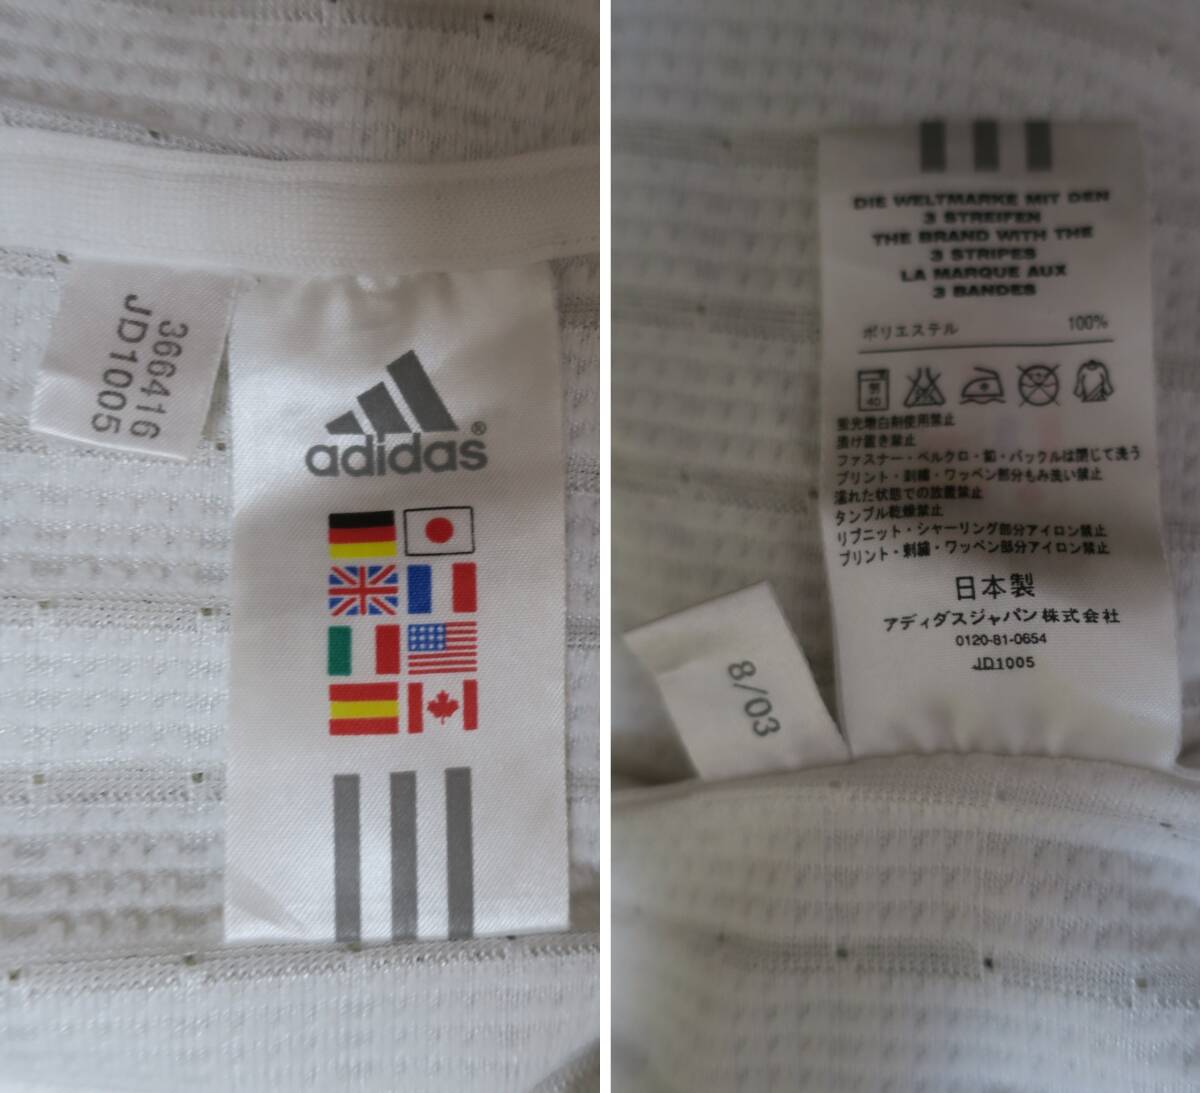 366416
JD1005
adidas®
DIE WELTMARKE MIT DEN
3 STREIFEN
THE BRAND WITH THE
3 STRIPES
LA MARQUE AUX
3 BANDES
ポリエステル 100%
40
蛍光増白剤使用禁止
漬け置き禁止
ファスナー・ベルクロ・釦・バックルは閉じて洗う
プリント・刺繍・ワッペン部分もみ洗い禁止
濡れた状態での放置禁止
タンブル乾燥禁止
リブニット・シャーリング部分アイロン禁止
プリント・刺繍・ワッペン部分アイロン禁止
日本製
アディダスジャパン株式会社
0120-81-0654
JD1005
8/03